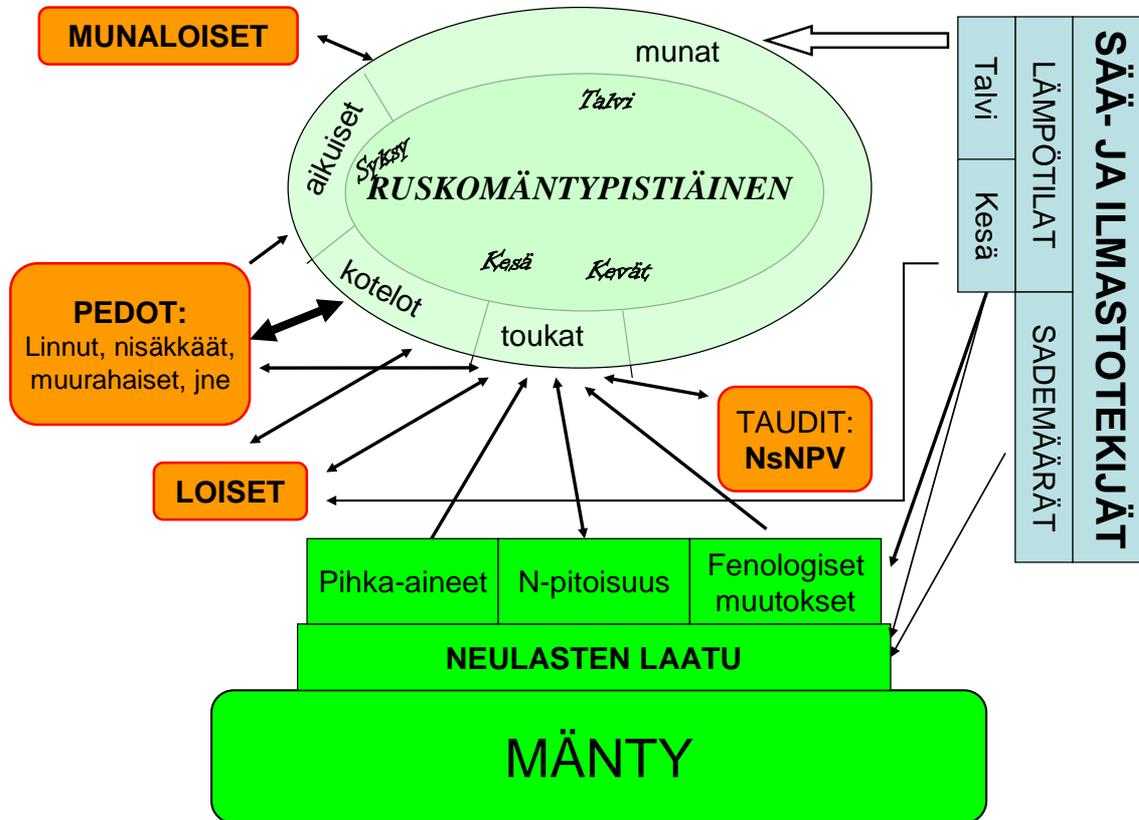 MUNALOISET
munat
Talvi
aikuiset
Syksy
RUSKOMÄNTYPISTIÄINEN
Kesä
Kevät
kotelot
toukat
SÄÄ- JA ILMASTOTEKIJÄT
LÄMPÖTILAT
SADEMÄÄRÄT
Talvi
Kesä
PEDOT:
Linnut, nisäkkäät,
muurahaiset, jne
LOISET
TAUDIT:
NsNPV
Pihka-aineet
N-pitoisuus
Fenologiset
muutokset
NEULASTEN LAATU
MÄNTY